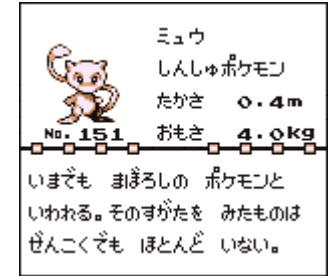 ミュウ
しんしゅポケモン
たかさ 0.4m
No.151 おもさ 4.0kg
いまでも まぼろしの ポケモンと
いわれる。そのすがたを みたものは
ぜんこくでも ほとんど いない。